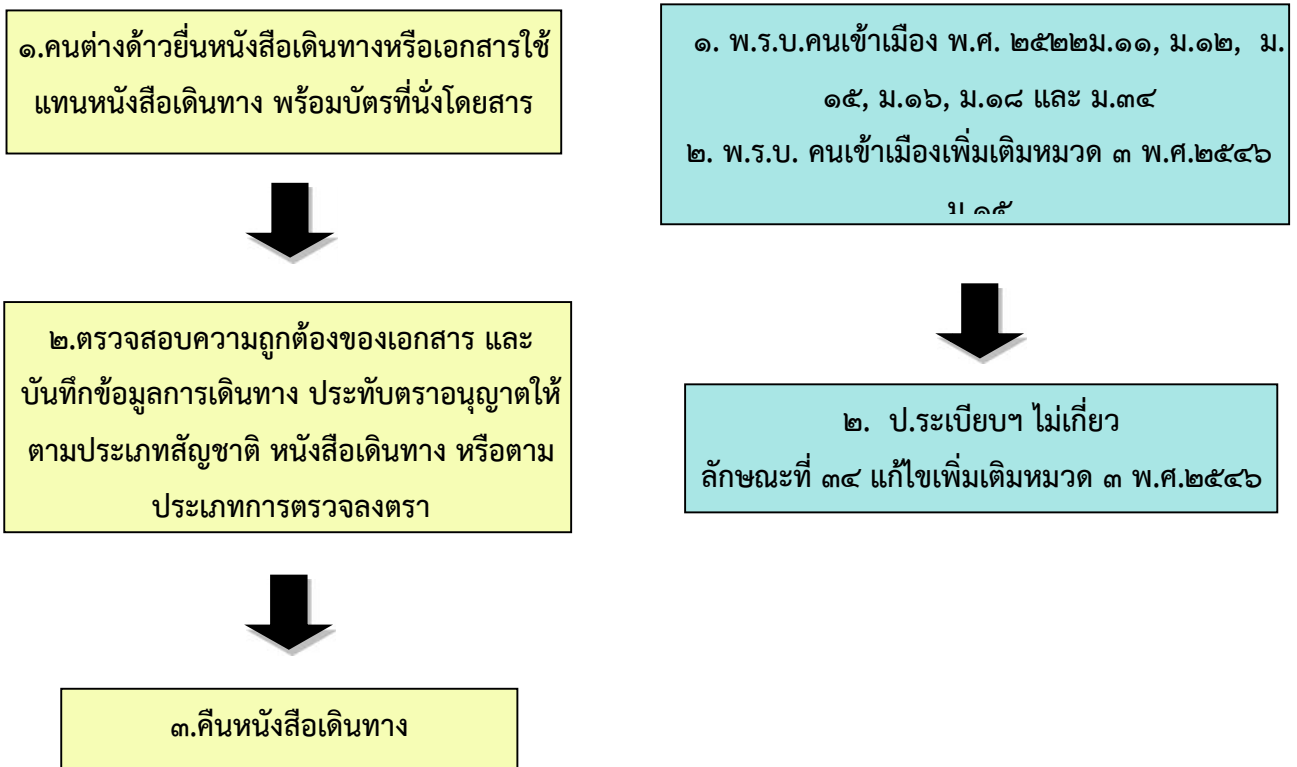 ๑.คนต่างด้าวยื่นหนังสือเดินทางหรือเอกสารใช้
แทนหนังสือเดินทาง พร้อมบัตรที่นั่งโดยสาร
๒.ตรวจสอบความถูกต้องของเอกสาร และ
บันทึกข้อมูลการเดินทาง ประทับตราอนุญาตให้
ตามประเภทสัญชาติ หนังสือเดินทาง หรือตาม
ประเภทการตรวจลงตรา
๓.คืนหนังสือเดินทาง
๑. พ.ร.บ.คนเข้าเมือง พ.ศ. ๒๕๒๒ม.๑๑, ม.๑๒, ม.
๑๕, ม.๑๖, ม.๑๘ และ ม.๓๔
๒. พ.ร.บ. คนเข้าเมืองเพิ่มเติมหมวด ๓ พ.ศ.๒๕๔๖
ม.๑๕
๒. ป.ระเบียบฯ ไม่เกี่ยว
ลักษณะที่ ๓๔ แก้ไขเพิ่มเติมหมวด ๓ พ.ศ.๒๕๔๖